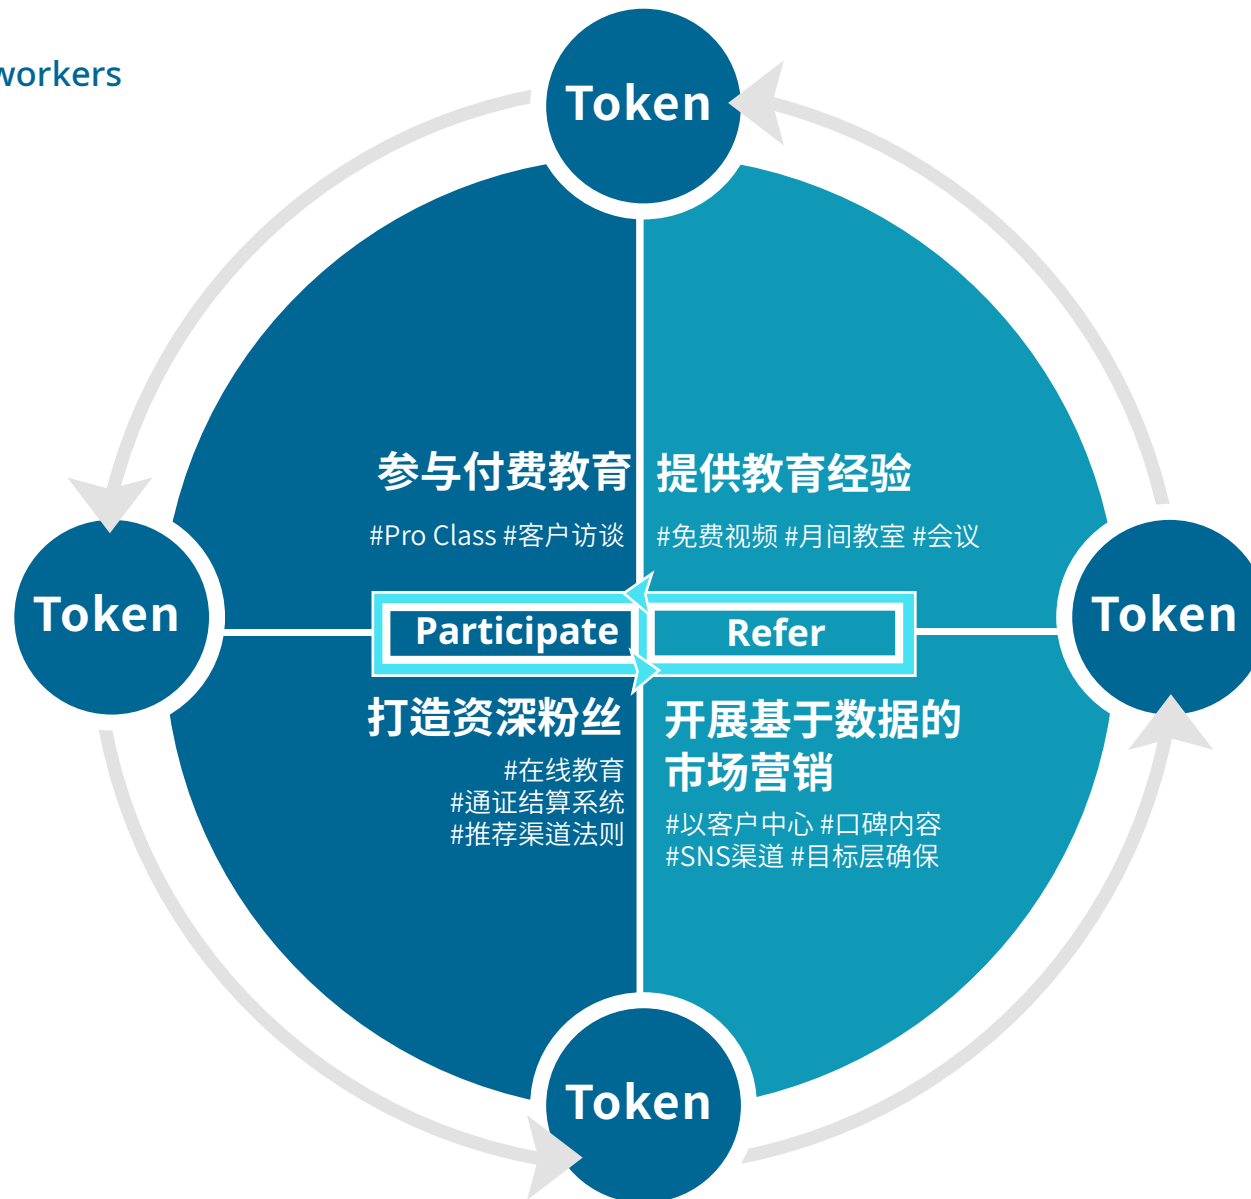 workers
Token
参与付费教育
#Pro Class #客户访谈
提供教育经验
#免费视频 #月间教室 #会议
Token
Participate
Refer
Token
打造资深粉丝
#在线教育
#通证结算系统
#推荐渠道法则
开展基于数据的
市场营销
#以客户中心 #口碑内容
#SNS渠道 #目标层确保
Token